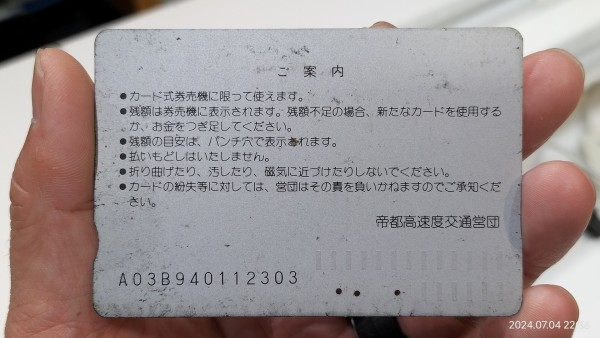 ご案内
●カード式券売機に限って使えます。
●残額は券売機に表示されます。残額不足の場合、新たなカードを使用する
か、お金をつぎ足してください。
●残額の目安は、パンチ穴で表示されます。
●払いもどしはいたしません。
●折り曲げたり、汚したり、磁気に近づけたりしないでください。
●カードの紛失等に対しては、営団はその責を負いかねますのでご承知くだ
さい。
帝都高速度交通営団
A03B940112303
2024.07.04 22